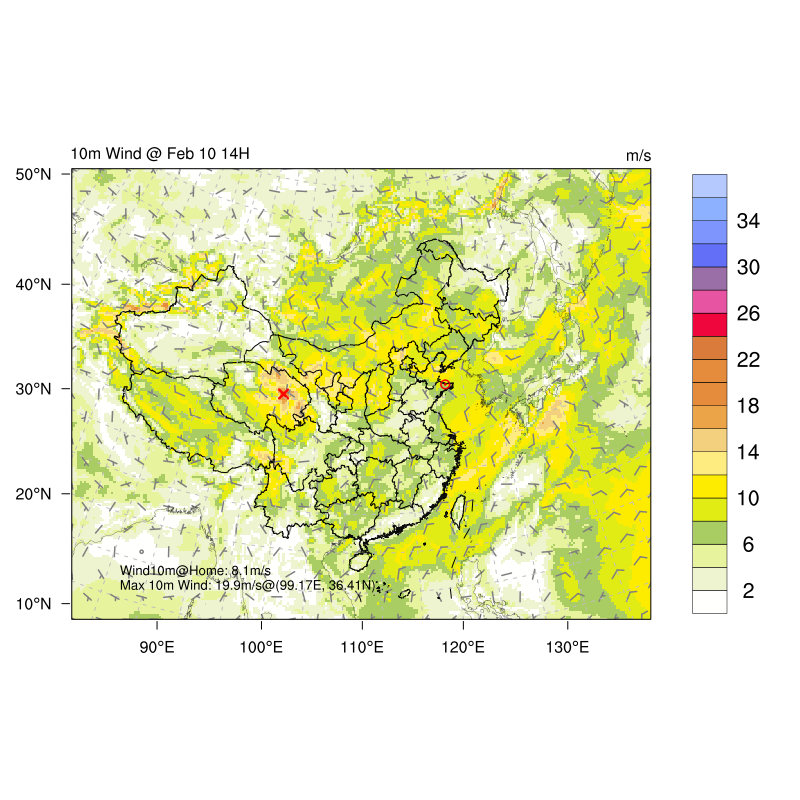 10m Wind @ Feb 10 14H
m/s
50°N
40°N
30°N
20°N
10°N
90°E
100°E
110°E
120°E
130°E
34
30
26
22
18
14
10
6
2
Wind10m@Home: 8.1m/s
Max 10m Wind: 19.9m/s@(99.17E, 36.41N)